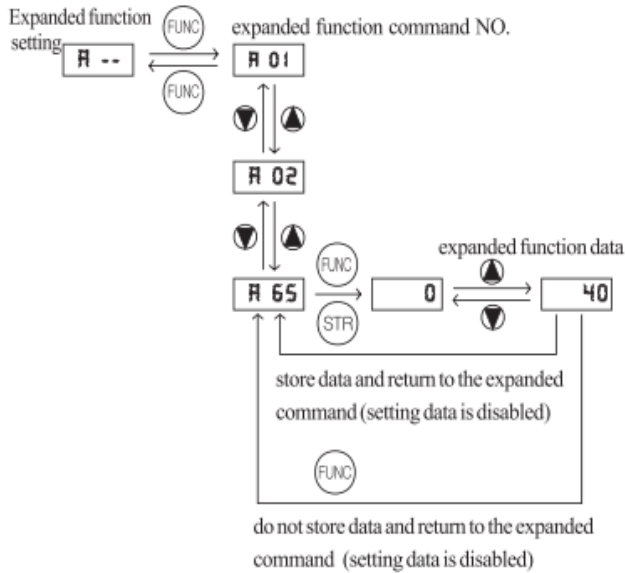 Expanded function
setting
FUNC
expanded function command NO.
A --
A 01
FUNC
A 02
expanded function data
FUNC
A 65
0
40
STR
store data and return to the expanded
command (setting data is disabled)
FUNC
do not store data and return to the expanded
command (setting data is disabled)